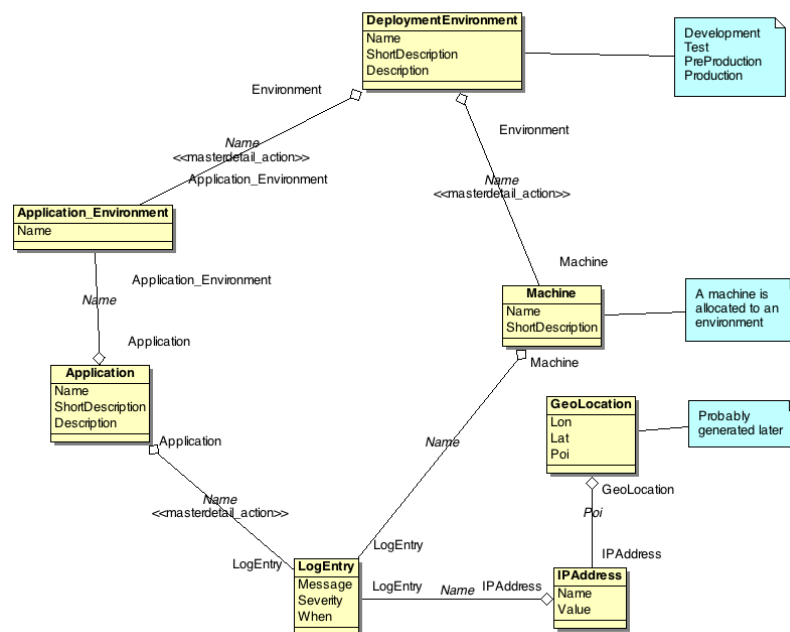 DeploymentEnvironment
Name
ShortDescription
Description
Development
Test
PreProduction
Production
Environment
Environment
Name
<<masterdetail_action>>
Application_Environment
Name
<<masterdetail_action>>
Application_Environment
Name
Machine
Application_Environment
Name
Machine
Name
ShortDescription
A machine is
allocated to an
environment
Application
Machine
Application
Name
ShortDescription
Description
GeoLocation
Lon
Lat
Poi
Probably
generated later
Application
Name
GeoLocation
Name
<<masterdetail_action>>
Poi
LogEntry
IPAddress
LogEntry
LogEntry
Message
Severity
When
LogEntry
Name
IPAddress
IPAddress
Name
Value